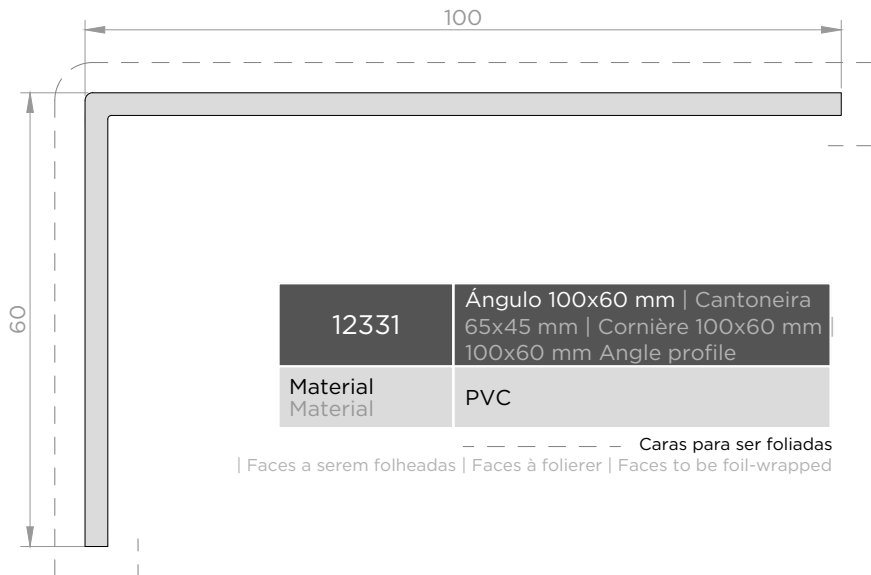 100
60
12331
Ángulo 100x60 mm | Cantoneira
65x45 mm | Cornière 100x60 mm |
100x60 mm Angle profile
Material
Material
PVC
Caras para ser foliadas
| Faces a serem folheadas | Faces à folierer | Faces to be foil-wrapped